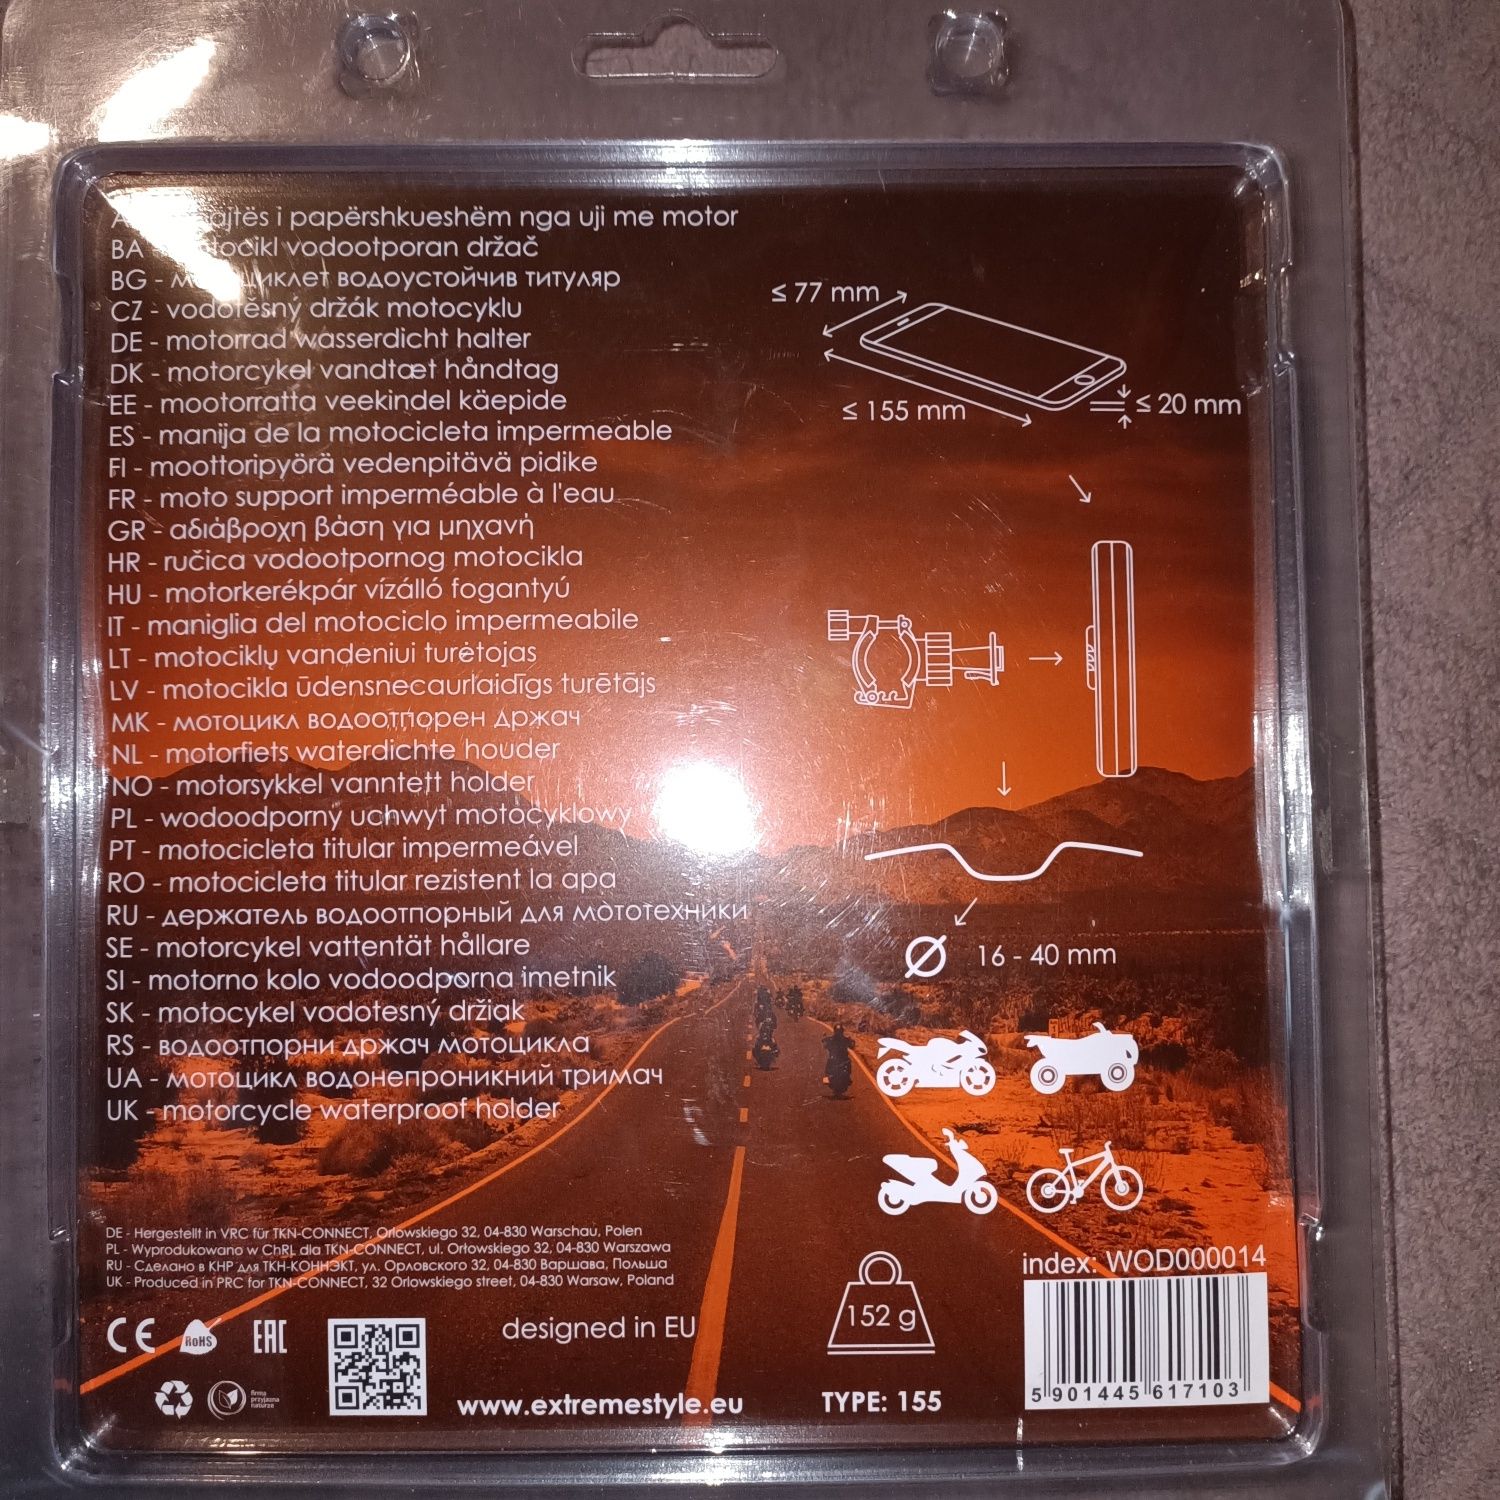 ajtës i papërshkueshëm nga uji me motor
BA - motocikl vodootporan držač
BG - мотоциклет водоустойчив титуляр
CZ - vodotěsný držák motocyklu
DE - motorrad wasserdicht halter
DK - motorcykel vandtæt håndtag
EE - mootorratta veekindel käepide
ES - manija de la motocicleta impermeable
FI - moottoripyörä vedenpitävä pidike
FR - moto support imperméable à l'eau
GR - αδιάβροχη βάση για μηχανή
HR - ručica vodootpornog motocikla
HU - motorkerékpár vízálló fogantyú
IT - maniglia del motociclo impermeabile
LT - motociklų vandeniui turėtojas
LV - motocikla ūdensnecaurlaidīgs turētājs
MK - мотоцикл водоотпорен држач
NL - motorfiets waterdichte houder
NO - motorsykkel vanntett holder
PL - wodoodporny uchwyt motocyklowy
PT - motocicleta titular impermeável
RO - motocicleta titular rezistent la apa
RU - держатель водоотпорный для мототехники
SE - motorcykel vattentät hållare
SI - motorno kolo vodoodporna imetnik
SK - motocykel vodotesný držiak
RS - водоотпорни држач мотоцикла
UA - мотоцикл водонепроникний тримач
UK - motorcycle waterproof holder
≤ 77 mm
≤ 155 mm
≤ 20 mm
16 - 40 mm
DE - Hergestellt in VRC für TKN-CONNECT, Orlowskiego 32, 04-830 Warschau, Polen
PL - Wyprodukowano w ChRL dla TKN-CONNECT, ul. Orłowskiego 32, 04-830 Warszawa
RU - Сделано в КНР для ТКН-КОННЭКТ, ул. Орловского 32, 04-830 Варшава, Польша
UK - Produced in PRC for TKN-CONNECT, 32 Orlowskiego street, 04-830 Warsaw, Poland
CE
RoHS
EAC
designed in EU
firma
przyjazna
naturze
www.extremestyle.eu
152 g
TYPE: 155
index: WOD000014
5 901445 617103